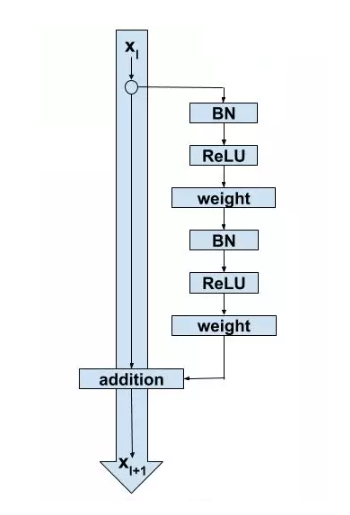 x_l
BN
ReLU
weight
BN
ReLU
weight
addition
x_l+1